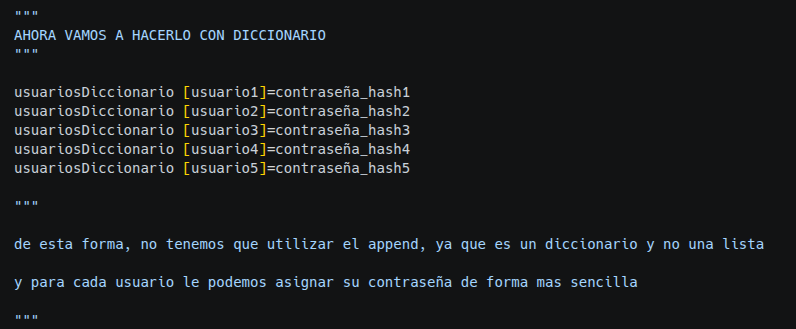 """
AHORA VAMOS A HACERLO CON DICCIONARIO
"""
usuariosDiccionario [usuario1]=contraseña_hash1
usuariosDiccionario [usuario2]=contraseña_hash2
usuariosDiccionario [usuario3]=contraseña_hash3
usuariosDiccionario [usuario4]=contraseña_hash4
usuariosDiccionario [usuario5]=contraseña_hash5
"""
de esta forma, no tenemos que utilizar el append, ya que es un diccionario y no una lista
y para cada usuario le podemos asignar su contraseña de forma mas sencilla
"""